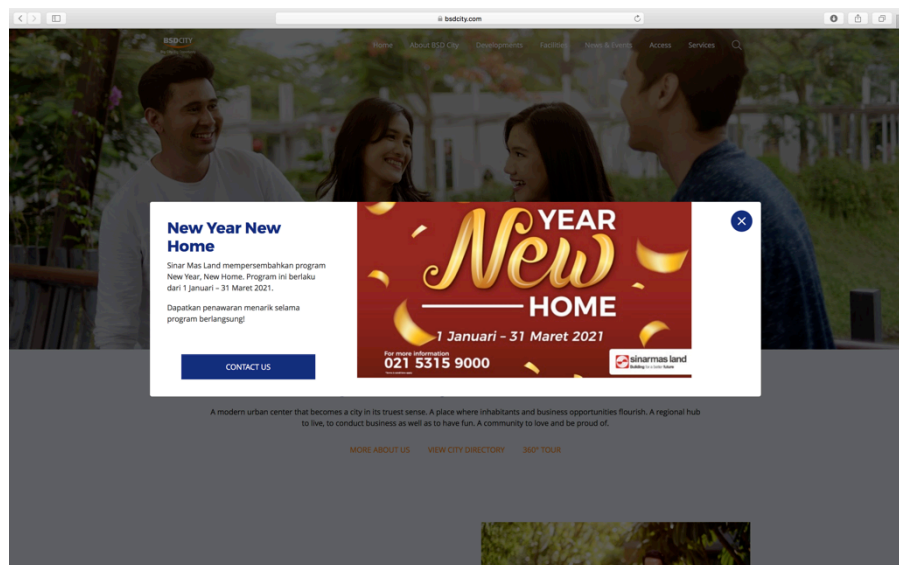 bsdcity.com
BSDCITY
Home About BSD City Developments Facilities News & Events Access Services
New Year New
Home
Sinar Mas Land mempersembahkan program
New Year, New Home. Program ini berlaku
dari 1 Januari – 31 Maret 2021.
Dapatkan penawaran menarik selama
program berlangsung!
CONTACT US
YEAR
New
HOME
1 Januari - 31 Maret 2021
For more information
021 5315 9000
sinarmas land
Building for a better future
A modern urban center that becomes a city in its truest sense. A place where inhabitants and business opportunities flourish. A regional hub
to live, to conduct business as well as to have fun. A community to love and be proud of.
MORE ABOUT US VIEW CITY DIRECTORY 360° TOUR